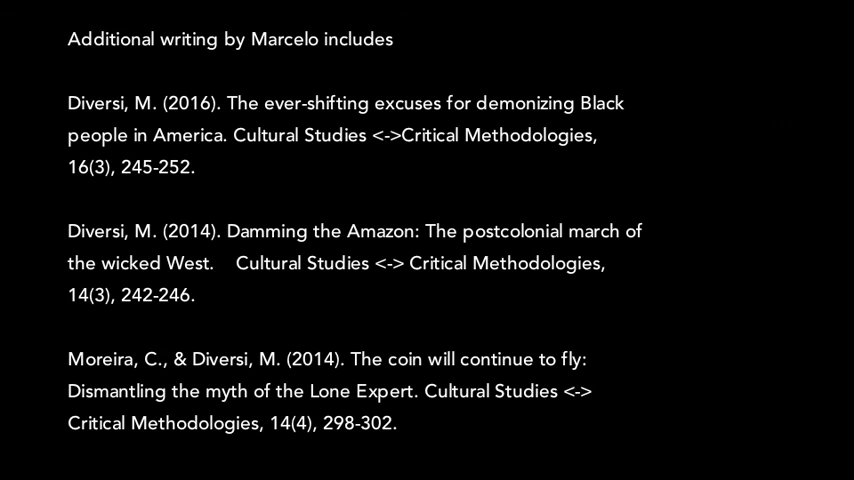 Additional writing by Marcelo includes
Diversi, M. (2016). The ever-shifting excuses for demonizing Black
people in America. Cultural Studies <->Critical Methodologies,
16(3), 245-252.
Diversi, M. (2014). Damming the Amazon: The postcolonial march of
the wicked West.    Cultural Studies <-> Critical Methodologies,
14(3), 242-246.
Moreira, C., & Diversi, M. (2014). The coin will continue to fly:
Dismantling the myth of the Lone Expert. Cultural Studies <->
Critical Methodologies, 14(4), 298-302.